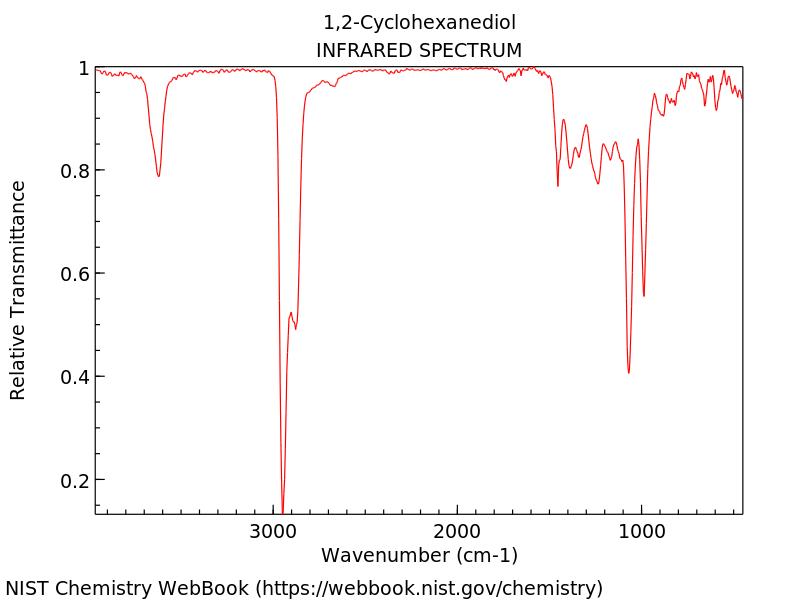 1,2-Cyclohexanediol
INFRARED SPECTRUM
1
0.8
0.6
0.4
0.2
Relative Transmittance
3000 2000 1000
Wavenumber (cm-1)
NIST Chemistry WebBook (https://webbook.nist.gov/chemistry)